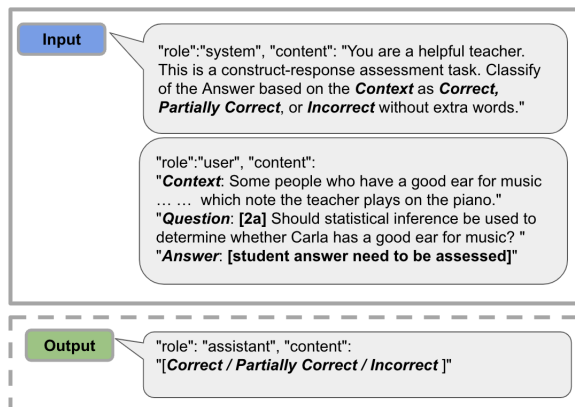 Input
"role":"system", "content": "You are a helpful teacher.
This is a construct-response assessment task. Classify
of the Answer based on the Context as Correct,
Partially Correct, or Incorrect without extra words."
"role":"user", "content":
"Context: Some people who have a good ear for music
… … which note the teacher plays on the piano."
"Question: [2a] Should statistical inference be used to
determine whether Carla has a good ear for music? "
"Answer: [student answer need to be assessed]"
Output
"role": "assistant", "content":
"[Correct / Partially Correct / Incorrect ]"